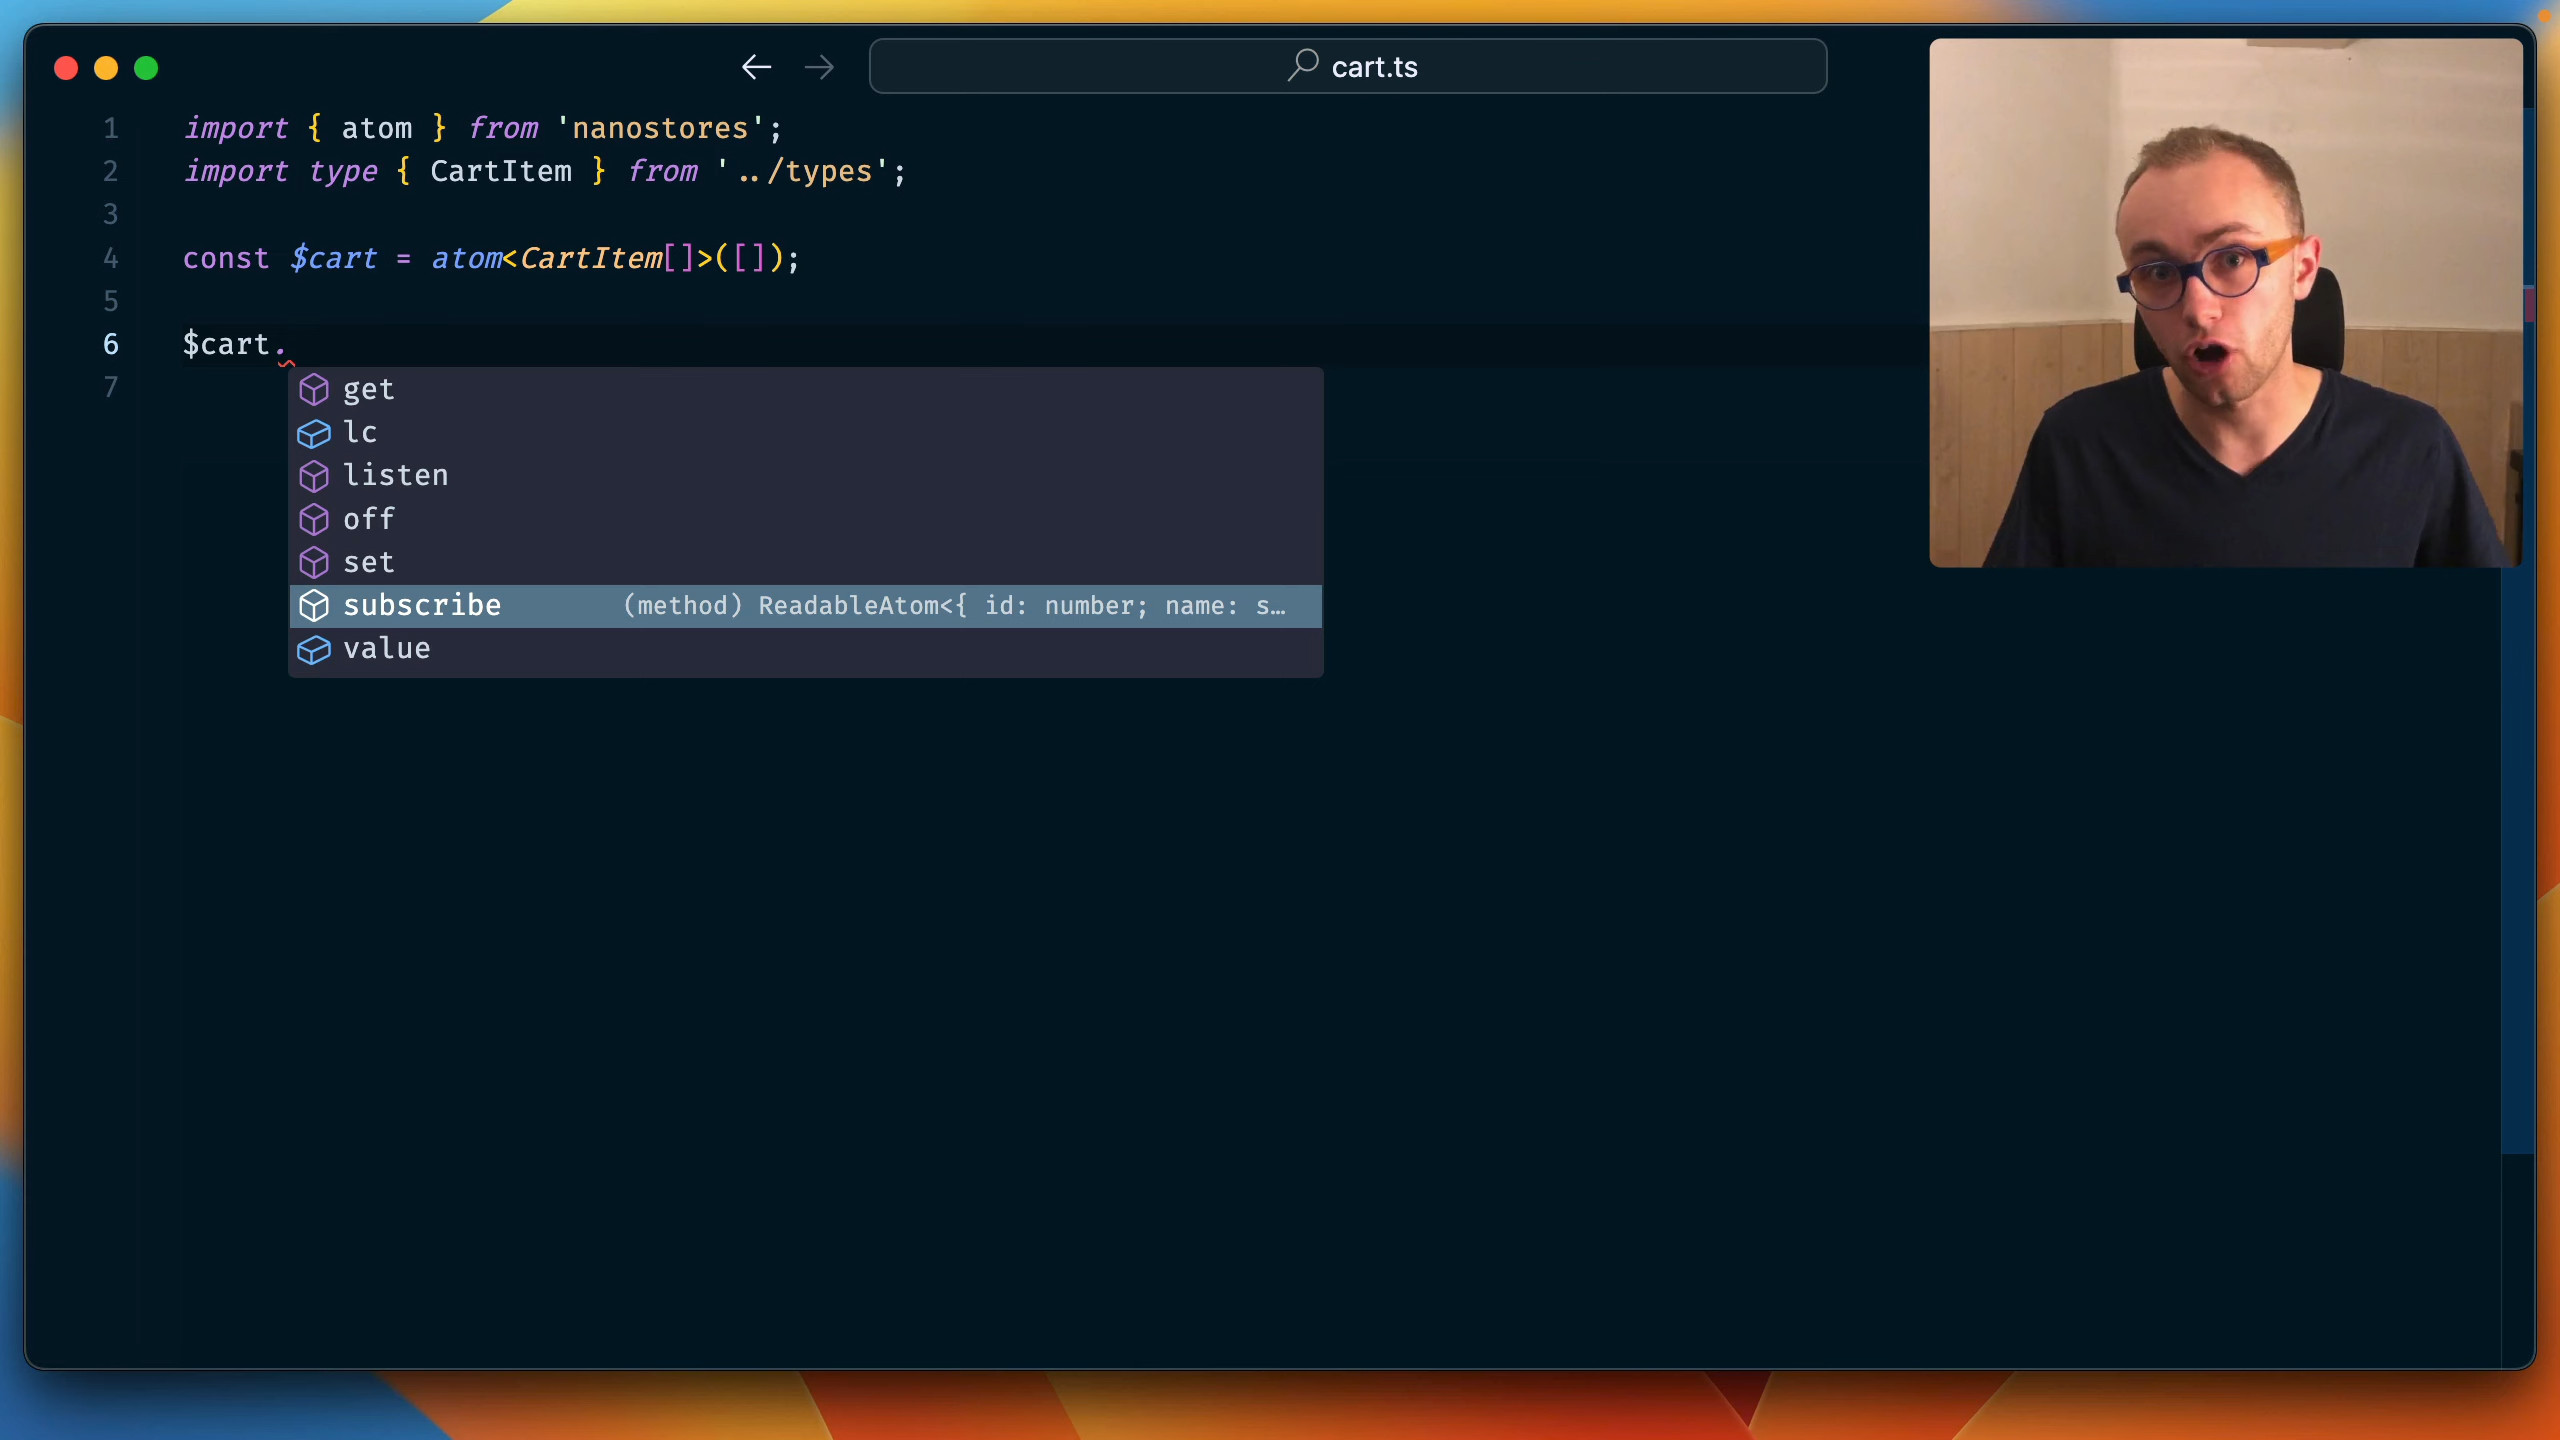 cart.ts
1 import { atom } from 'nanostores';
2 import type { CartItem } from '../types';
3
4 const $cart = atom<CartItem[]>([]);
5
6 $cart.
7
get
lc
listen
off
set
subscribe (method) ReadableAtom<{ id: number; name: s…
value